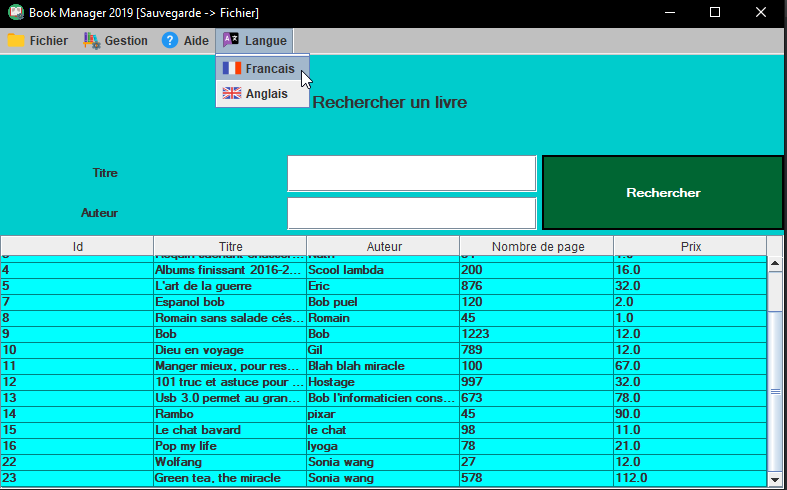 Book Manager 2019 [Sauvegarde -> Fichier]
Fichier Gestion Aide Langue
Francais
Anglais
Rechercher un livre
Titre
Rechercher
Auteur
Id Titre Auteur Nombre de page Prix
4 Albums finissant 2016-2... Scool lambda 200 16.0
5 L'art de la guerre Eric 876 32.0
7 Espanol bob Bob puel 120 2.0
8 Romain sans salade cés... Romain 45 1.0
9 Bob Bob 1223 12.0
10 Dieu en voyage Gil 789 12.0
11 Manger mieux, pour res... Blah blah miracle 100 67.0
12 101 truc et astuce pour ... Hostage 997 32.0
13 Usb 3.0 permet au gran... Bob l'informaticien cons... 673 78.0
14 Rambo pixar 45 90.0
15 Le chat bavard le chat 98 11.0
16 Pop my life lyoga 78 21.0
22 Wolfang Sonia wang 27 12.0
23 Green tea, the miracle Sonia wang 578 112.0